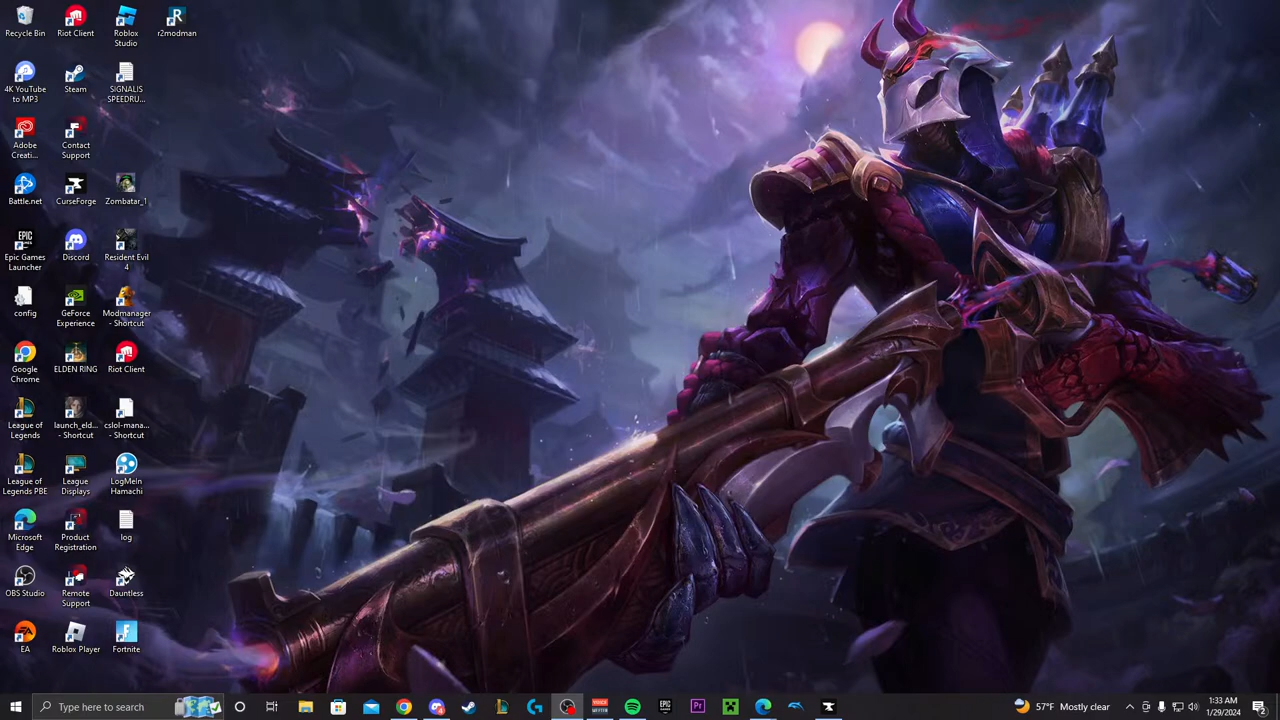 Recycle Bin
Riot Client
Roblox
Studio
r2modman
4K YouTube
to MP3
Steam
SIGNALIS
SPEEDRU...
Adobe
Creati...
Contact
Support
Battle.net
CurseForge
Zombatar_1
EPIC
GAMES
Epic Games
Launcher
Discord
Resident Evil
4
config
GeForce
Experience
Modmanager
- Shortcut
Google
Chrome
ELDEN RING
Riot Client
League of
Legends
launch_eld...
- Shortcut
cslol-mana...
- Shortcut
League of
Legends PBE
League
Displays
LogMeIn
Hamachi
Microsoft
Edge
Product
Registration
log
OBS Studio
Remote
Support
Dauntless
EA
Roblox Player
Fortnite
Type here to search
Pr
57°F Mostly clear
1:33 AM
1/29/2024
2